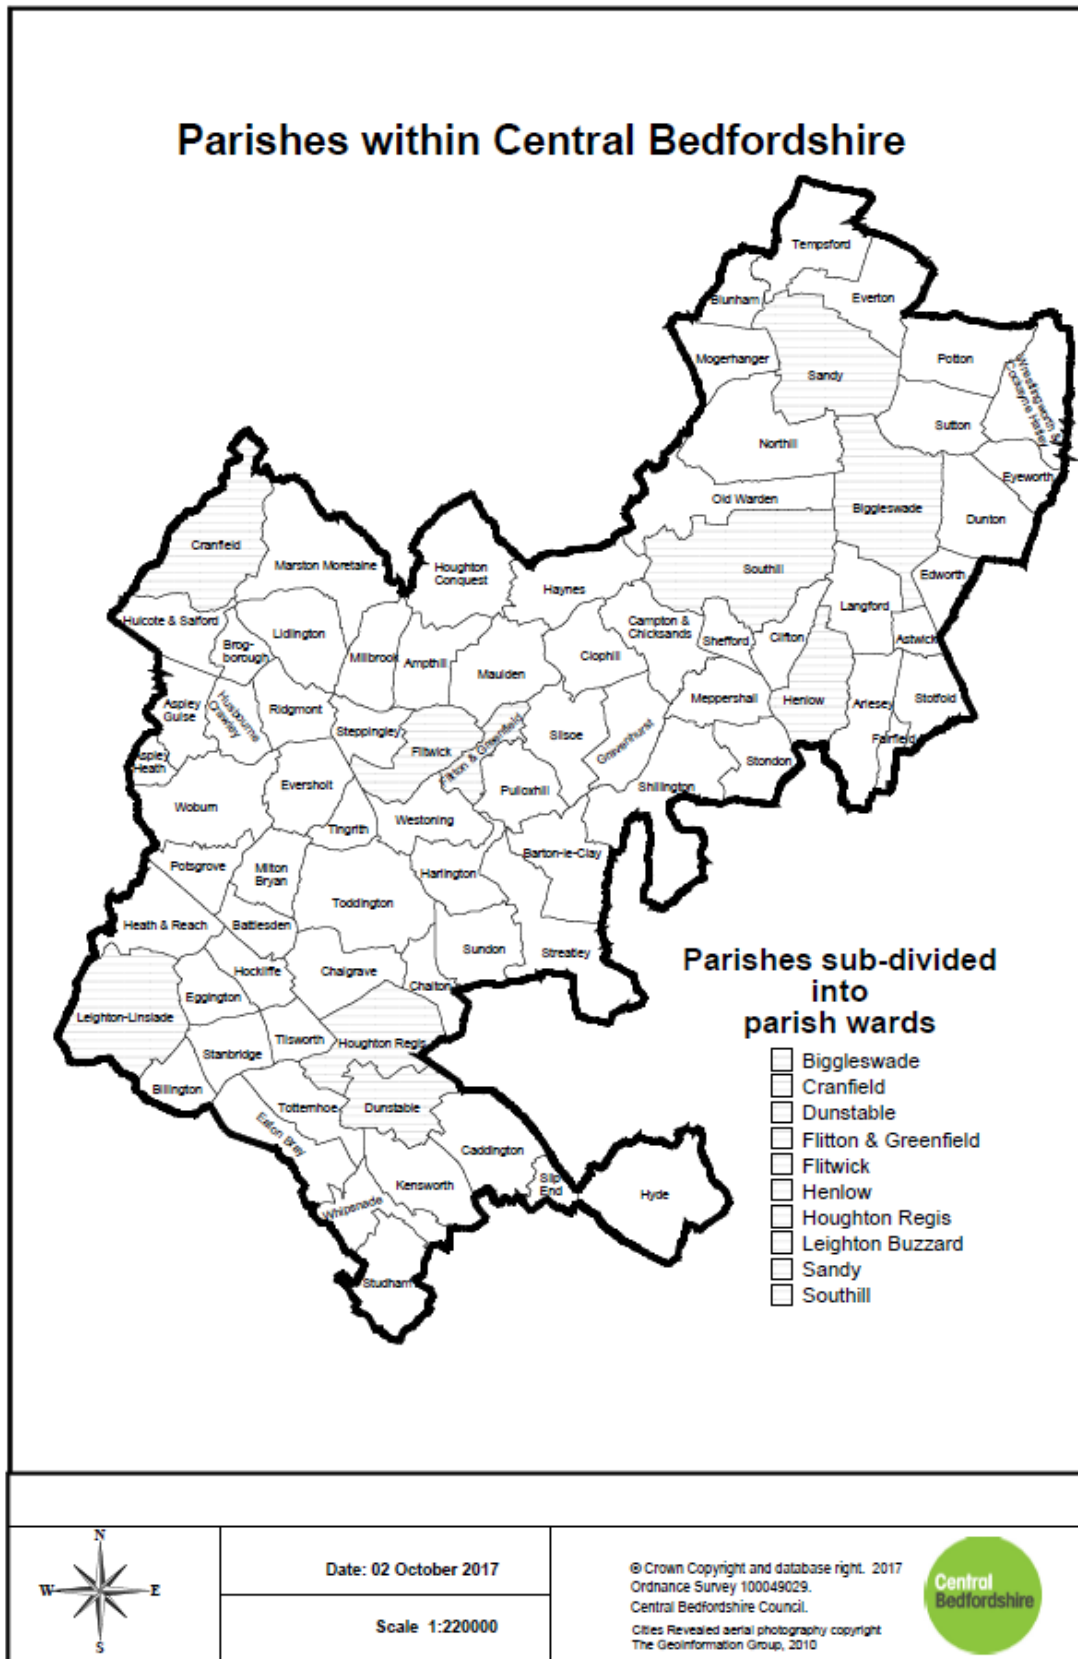 Parishes within Central Bedfordshire
Tempsford
Blunham
Everton
Mogerhanger
Potton
Sandy
Wrestlingworth &
Cockayne Hatley
Sutton
Northill
Eyeworth
Old Warden
Biggleswade
Dunton
Cranfield
Marston Moretaine
Houghton
Conquest
Southill
Edworth
Haynes
Langford
Hulcote & Salford
Lidlington
Campton &
Chicksands
Shefford
Clifton
Astwick
Brog-
borough
Millbrook
Ampthill
Clophill
Maulden
Meppershall
Henlow
Arlesey
Stotfold
Aspley
Guise
Husbourne
Crawley
Ridgmont
Steppingley
Flitwick
Flitton & Greenfield
Silsoe
Gravenhurst
Fairfield
Aspley
Heath
Stondon
Eversholt
Pulloxhill
Shillington
Woburn
Tingrith
Westoning
Barton-le-Clay
Potsgrove
Milton
Bryan
Harlington
Toddington
Heath & Reach
Battlesden
Sundon
Streatley
Hockliffe
Chalgrave
Chalton
Eggington
Leighton-Linslade
Tilsworth
Houghton Regis
Stanbridge
Billington
Totternhoe
Dunstable
Eaton Bray
Caddington
Kensworth
Slip
End
Hyde
Whipsnade
Studham
Parishes sub-divided
into
parish wards
Biggleswade
Cranfield
Dunstable
Flitton & Greenfield
Flitwick
Henlow
Houghton Regis
Leighton Buzzard
Sandy
Southill
N
W
E
S
Date: 02 October 2017
Scale 1:220000
© Crown Copyright and database right. 2017
Ordnance Survey 100049029.
Central Bedfordshire Council.
Cities Revealed aerial photography copyright
The GeoInformation Group, 2010
Central
Bedfordshire